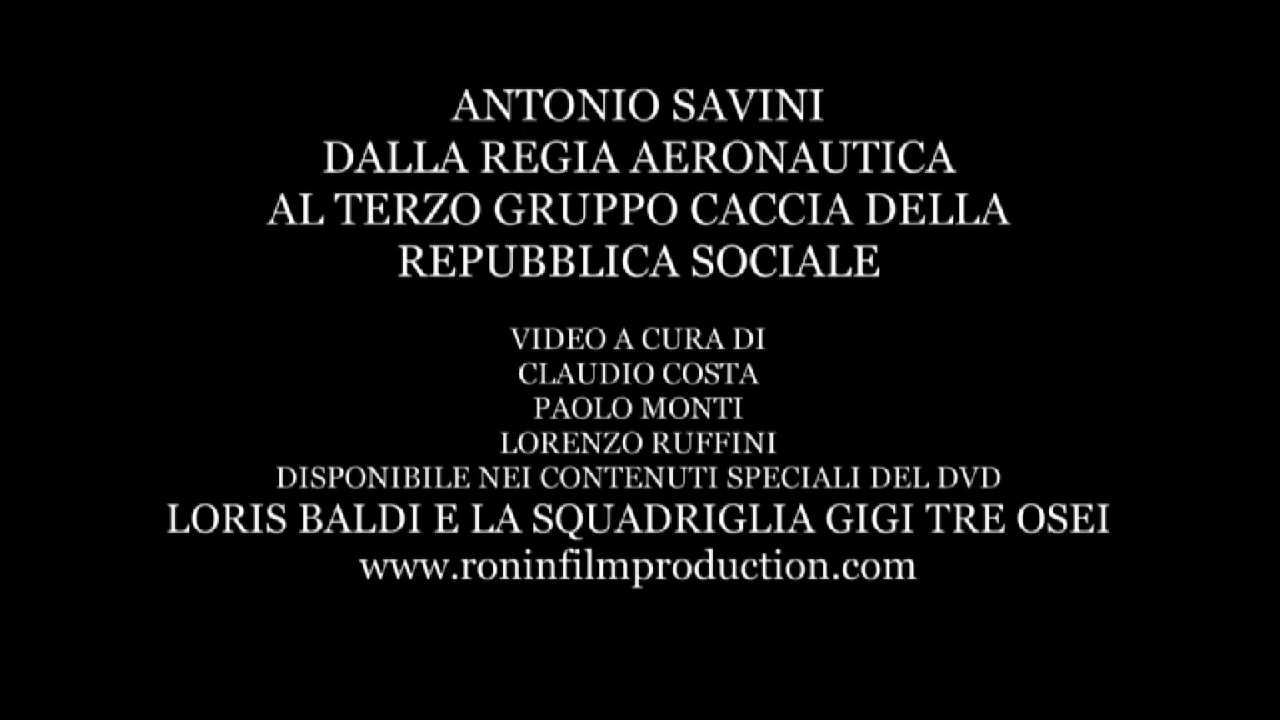 ANTONIO SAVINI
DALLA REGIA AERONAUTICA
AL TERZO GRUPPO CACCIA DELLA
REPUBBLICA SOCIALE
VIDEO A CURA DI
CLAUDIO COSTA
PAOLO MONTI
LORENZO RUFFINI
DISPONIBILE NEI CONTENUTI SPECIALI DEL DVD
LORIS BALDI E LA SQUADRIGLIA GIGI TRE OSEI
www.roninfilmproduction.com